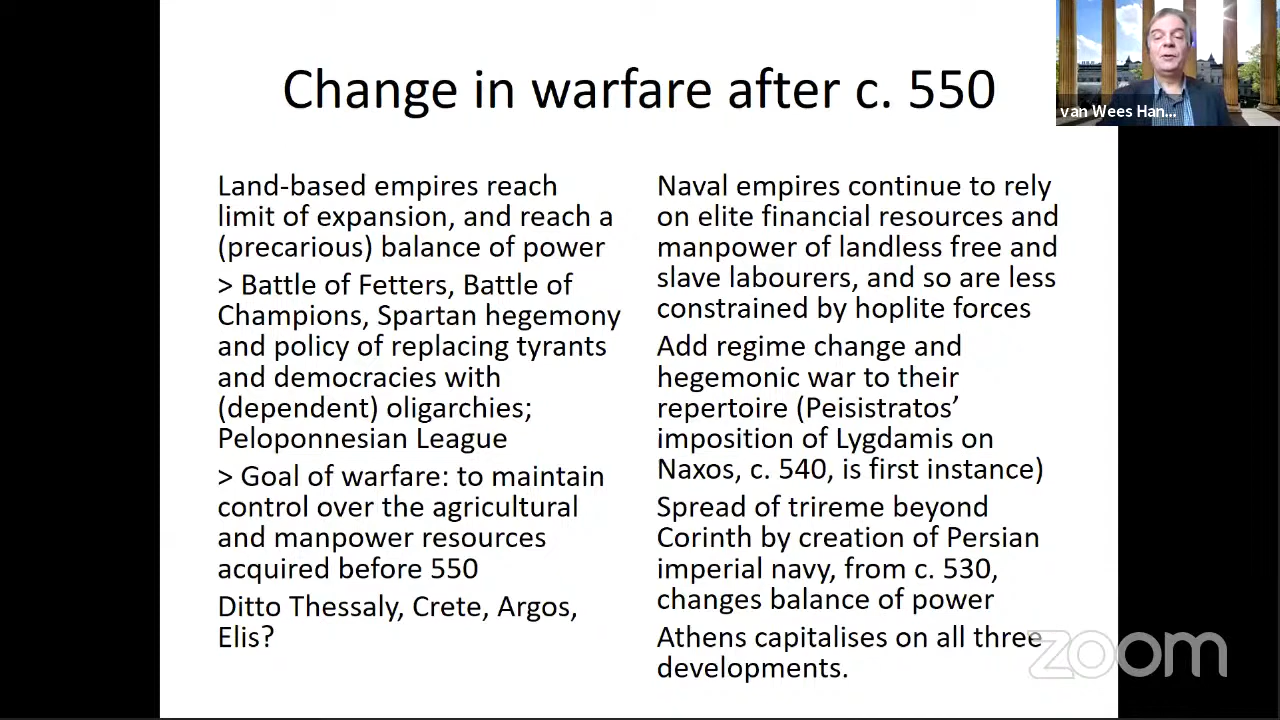 Change in warfare after c. 550
van Wees Han...
Land-based empires reach
limit of expansion, and reach a
(precarious) balance of power
> Battle of Fetters, Battle of
Champions, Spartan hegemony
and policy of replacing tyrants
and democracies with
(dependent) oligarchies;
Peloponnesian League
> Goal of warfare: to maintain
control over the agricultural
and manpower resources
acquired before 550
Ditto Thessaly, Crete, Argos,
Elis?
Naval empires continue to rely
on elite financial resources and
manpower of landless free and
slave labourers, and so are less
constrained by hoplite forces
Add regime change and
hegemonic war to their
repertoire (Peisistratos’
imposition of Lygdamis on
Naxos, c. 540, is first instance)
Spread of trireme beyond
Corinth by creation of Persian
imperial navy, from c. 530,
changes balance of power
Athens capitalises on all three
developments.
zoom